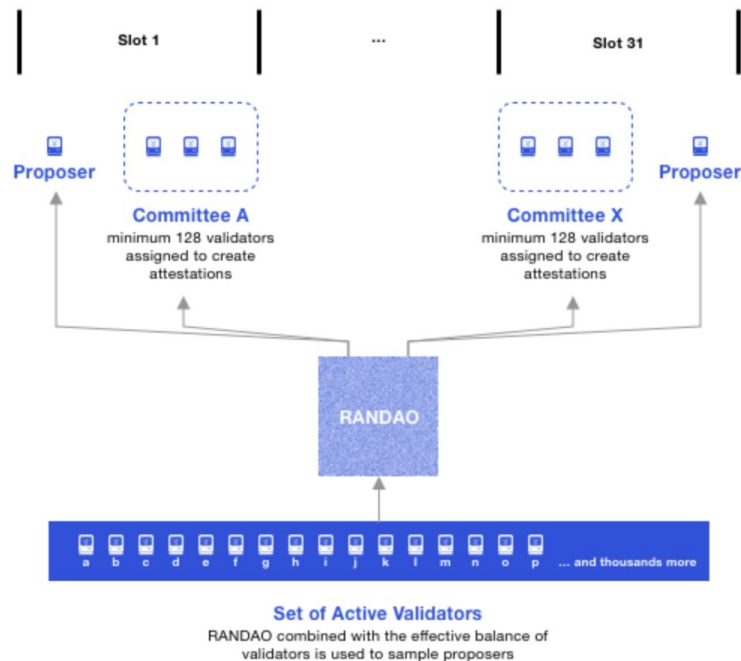 Slot 1
...
Slot 31
Proposer
Proposer
Committee A
minimum 128 validators
assigned to create
attestations
Committee X
minimum 128 validators
assigned to create
attestations
RANDAO
a b c d e f g h i j k l m n o p ... and thousands more
Set of Active Validators
RANDAO combined with the effective balance of
validators is used to sample proposers